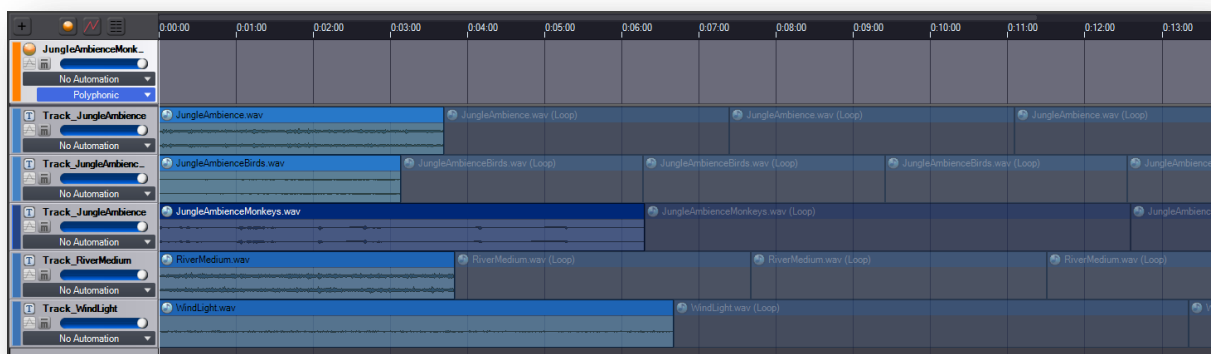 0:00:00 0:01:00 0:02:00 0:03:00 0:04:00 0:05:00 0:06:00 0:07:00 0:08:00 0:09:00 0:10:00 0:11:00 0:12:00 0:13:00
JungleAmbienceMonk...
No Automation
Polyphonic
Track_JungleAmbience JungleAmbience.wav JungleAmbience.wav (Loop) JungleAmbience.wav (Loop) JungleAmbience.wav (Loop)
No Automation
Track_JungleAmbienc... JungleAmbienceBirds.wav JungleAmbienceBirds.wav (Loop) JungleAmbienceBirds.wav (Loop) JungleAmbienceBirds.wav (Loop) JungleAmbience
No Automation
Track_JungleAmbience JungleAmbienceMonkeys.wav JungleAmbienceMonkeys.wav (Loop) JungleAmbienc
No Automation
Track_RiverMedium RiverMedium.wav RiverMedium.wav (Loop) RiverMedium.wav (Loop) RiverMedium.wav (Loop)
No Automation
Track_WindLight WindLight.wav WindLight.wav (Loop)
No Automation